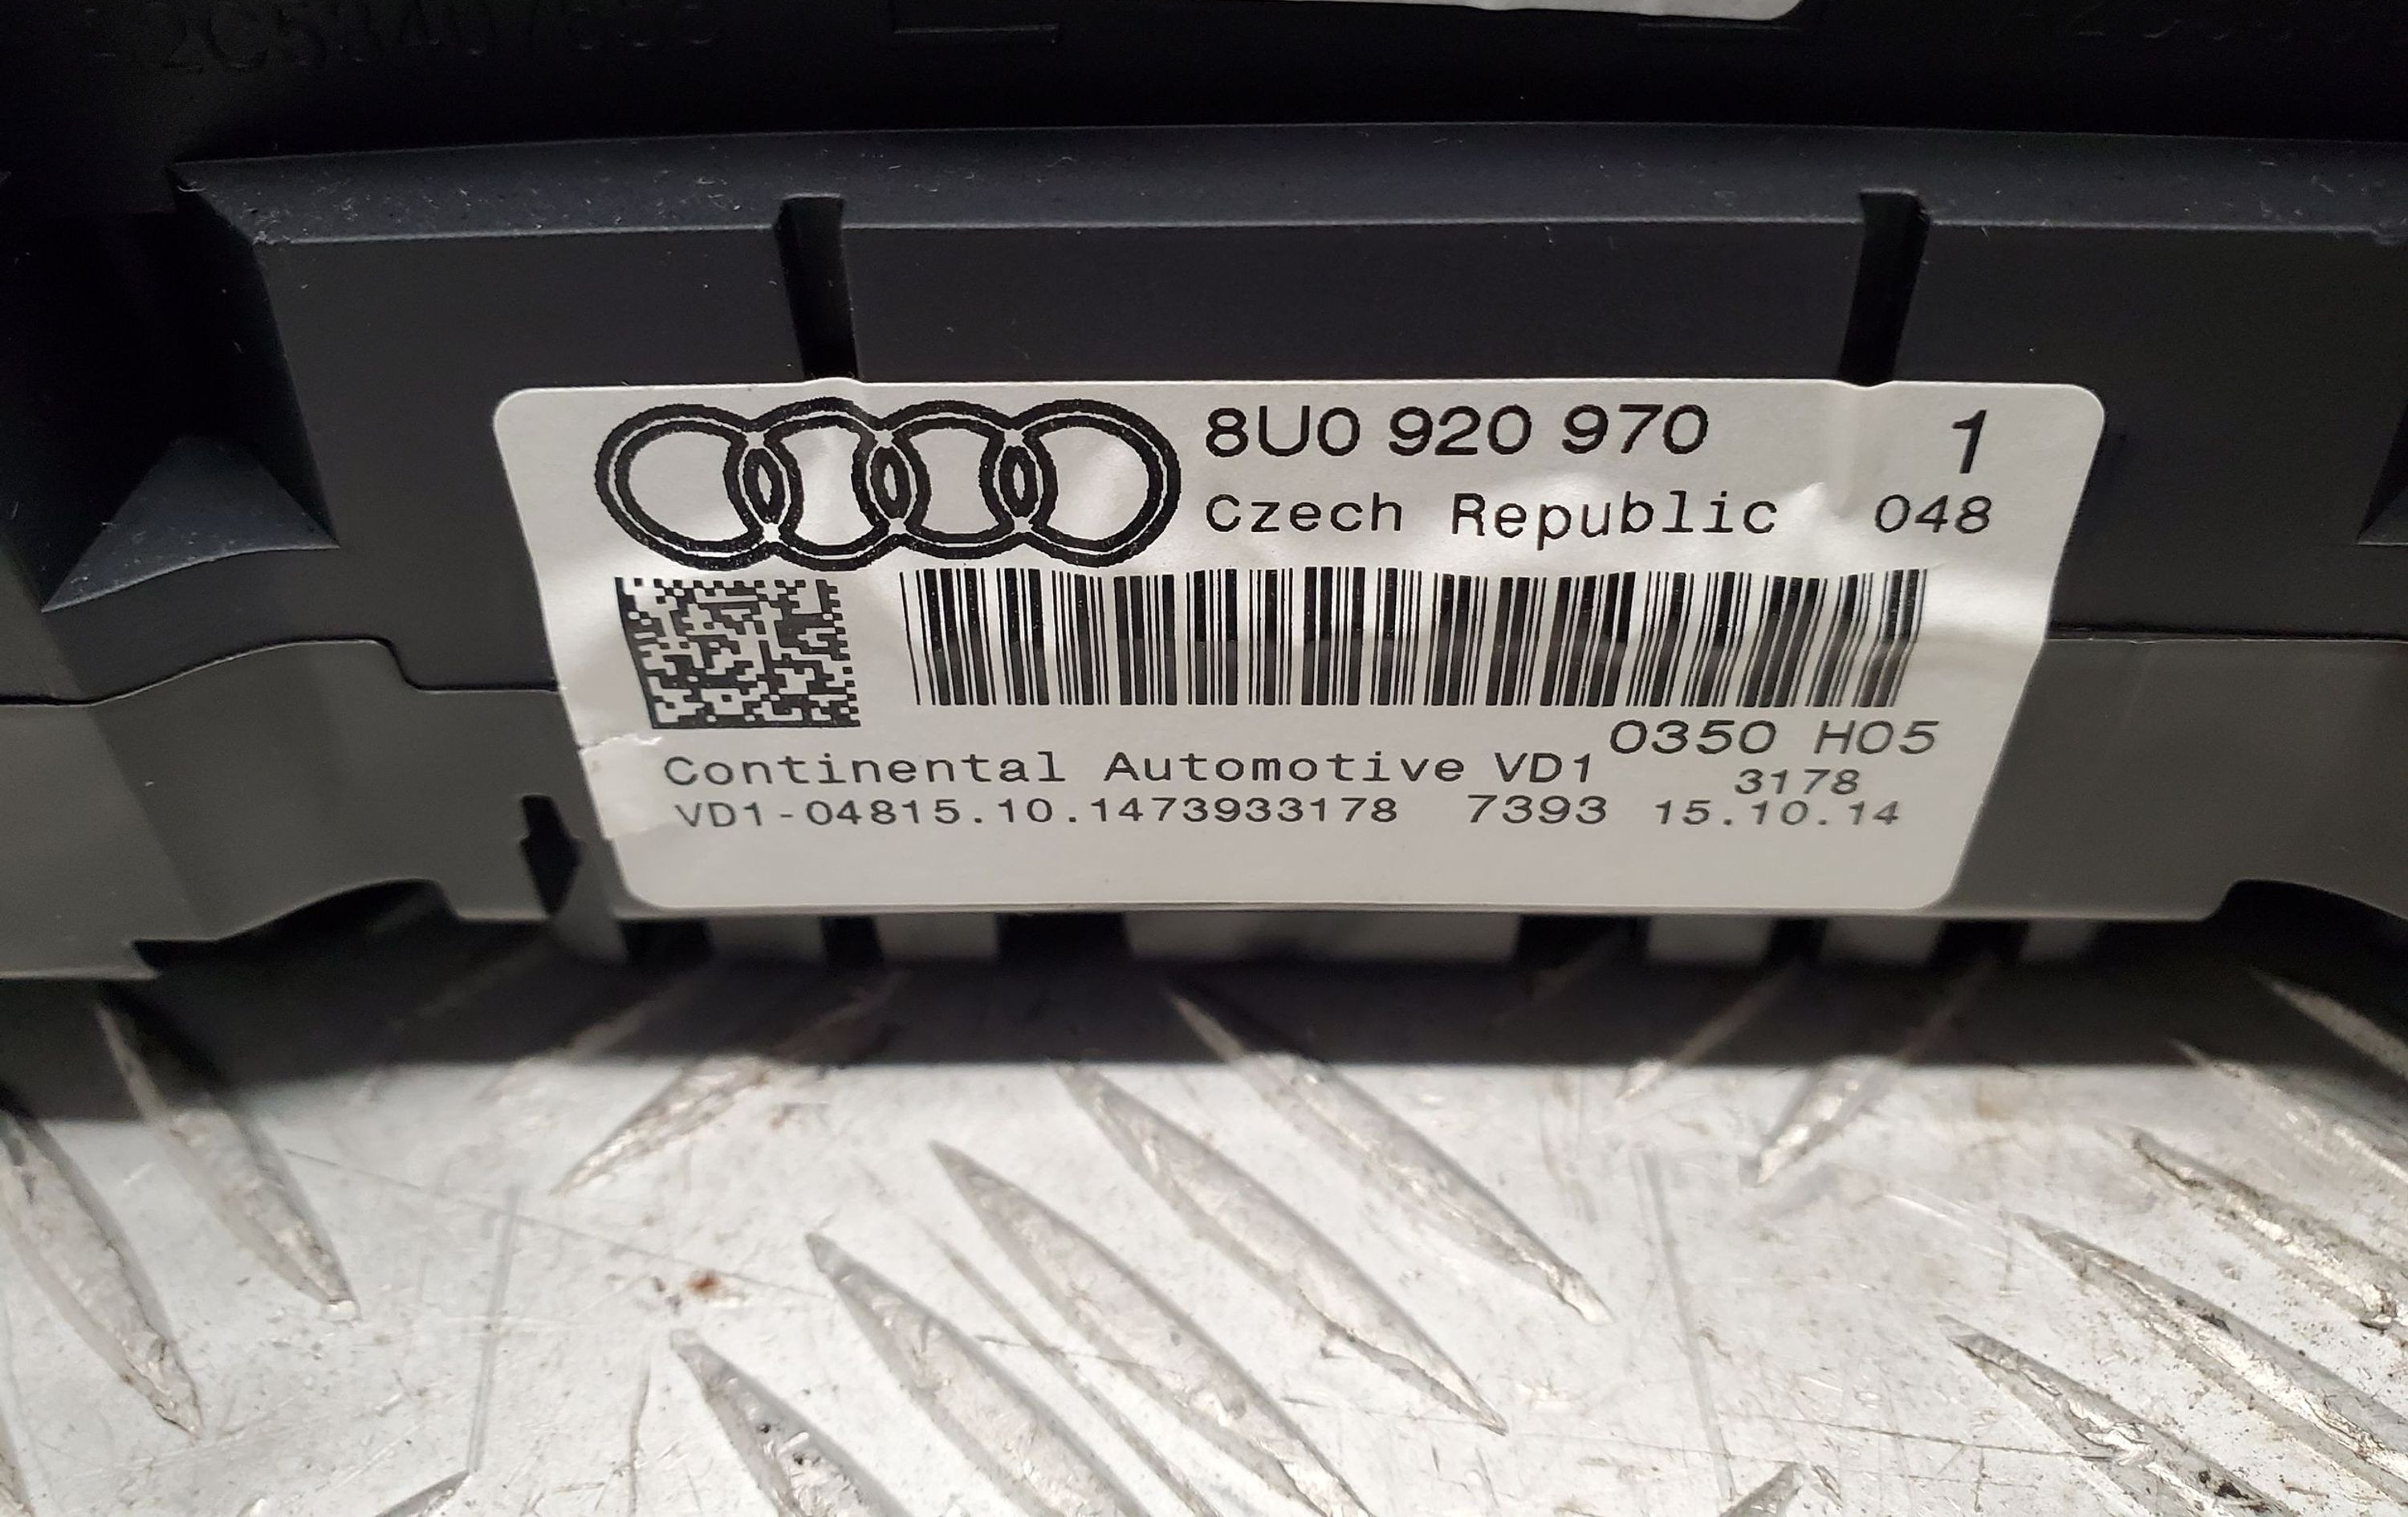 8U0 920 970 1
Czech Republic 048
0350 H05
Continental Automotive VD1
3178
VD1-04815.10.1473933178 7393 15.10.14